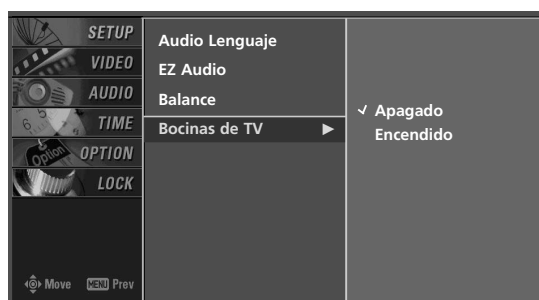 SETUP
VIDEO
AUDIO
TIME
OPTION
LOCK
Audio Lenguaje
EZ Audio
Balance
Bocinas de TV ▶
✓ Apagado
Encendido
Option
Move MENU Prev